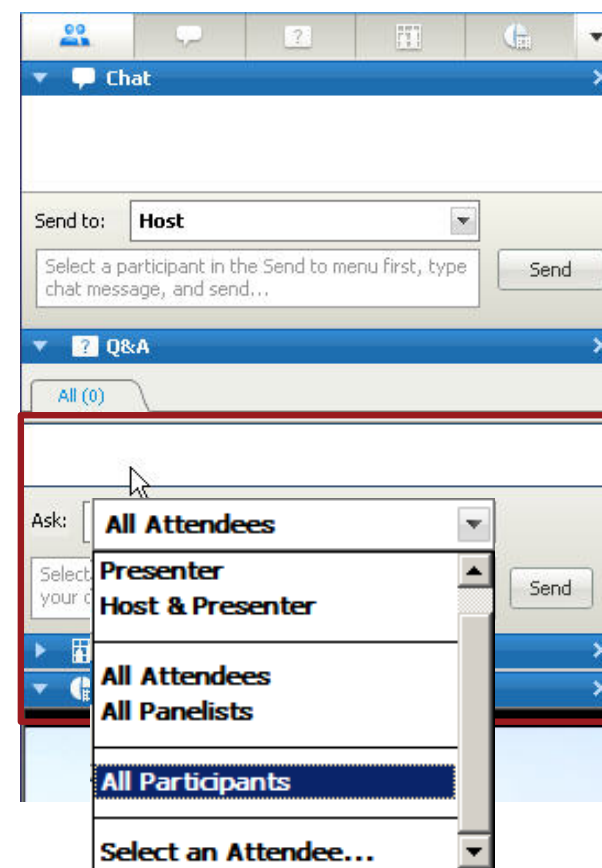 Chat
Send to: Host
Select a participant in the Send to menu first, type
chat message, and send...
Send
? Q&A
All (0)
Ask: All Attendees
Select
your
Send
Presenter
Host & Presenter
All Attendees
All Panelists
All Participants
Select an Attendee...